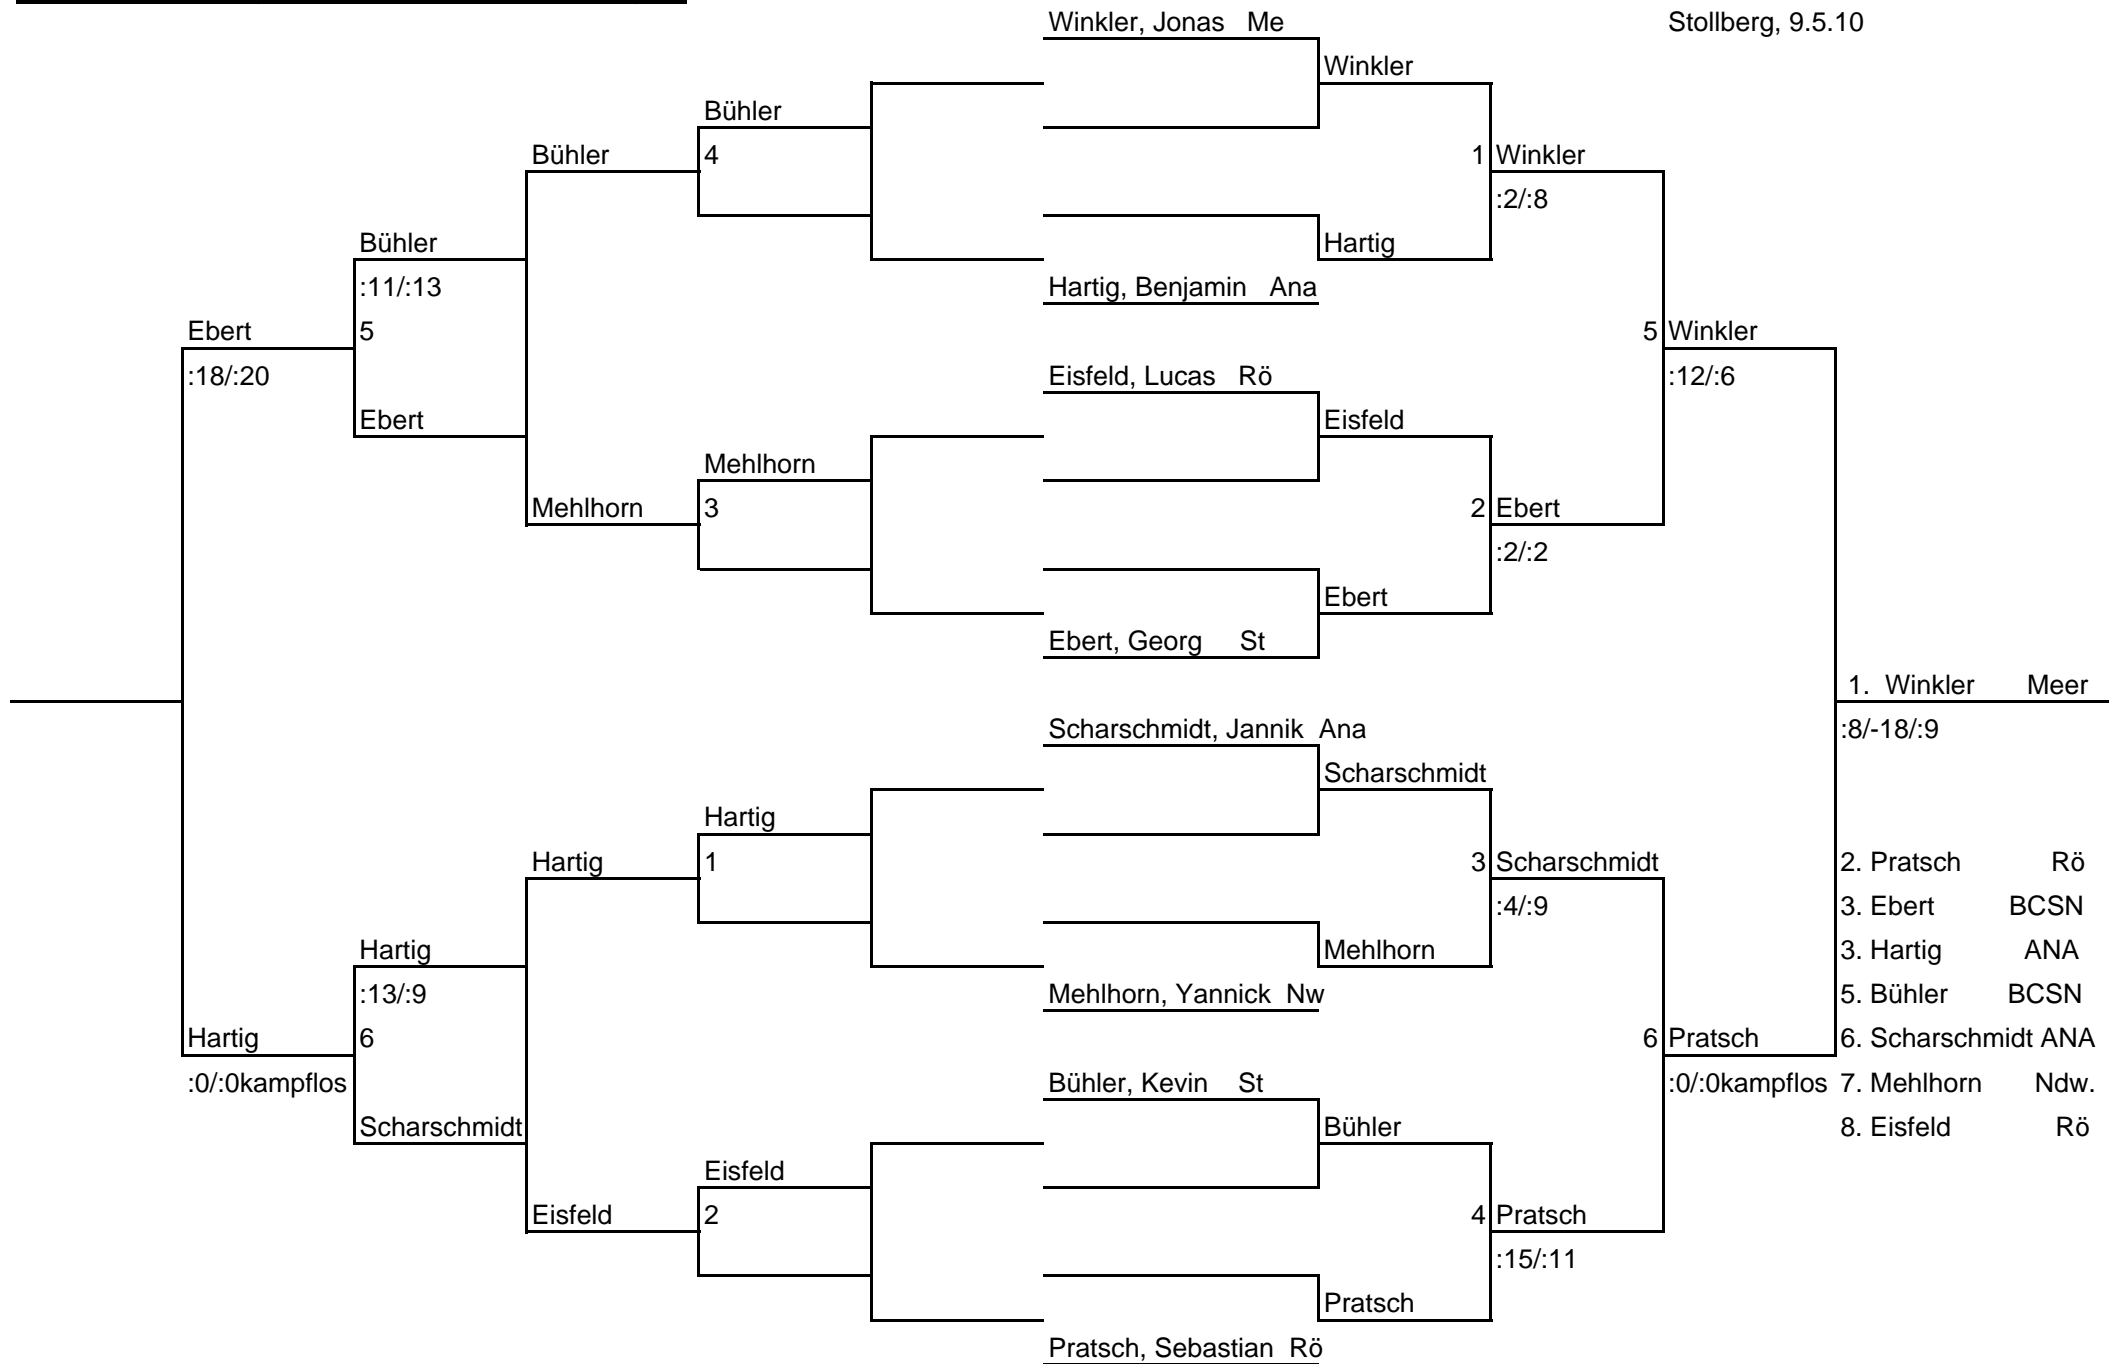 Winkler, Jonas Me
Stollberg, 9.5.10
Winkler
Bühler
Bühler
4
1 Winkler
:2/:8
Bühler
Hartig
:11/:13
Hartig, Benjamin Ana
Ebert
5
5 Winkler
:18/:20
Eisfeld, Lucas Rö
:12/:6
Ebert
Eisfeld
Mehlhorn
Mehlhorn
3
2 Ebert
:2/:2
Ebert
Ebert, Georg St
1. Winkler Meer
Scharschmidt, Jannik Ana
:8/-18/:9
Scharschmidt
Hartig
Hartig
1
3 Scharschmidt
2. Pratsch Rö
:4/:9
3. Ebert BCSN
Hartig
Mehlhorn
3. Hartig ANA
:13/:9
Mehlhorn, Yannick Nw
5. Bühler BCSN
Hartig
6
6 Pratsch
6. Scharschmidt ANA
:0/:0kampflos
Bühler, Kevin St
:0/:0kampflos
7. Mehlhorn Ndw.
Scharschmidt
Bühler
8. Eisfeld Rö
Eisfeld
Eisfeld
2
4 Pratsch
:15/:11
Pratsch
Pratsch, Sebastian Rö